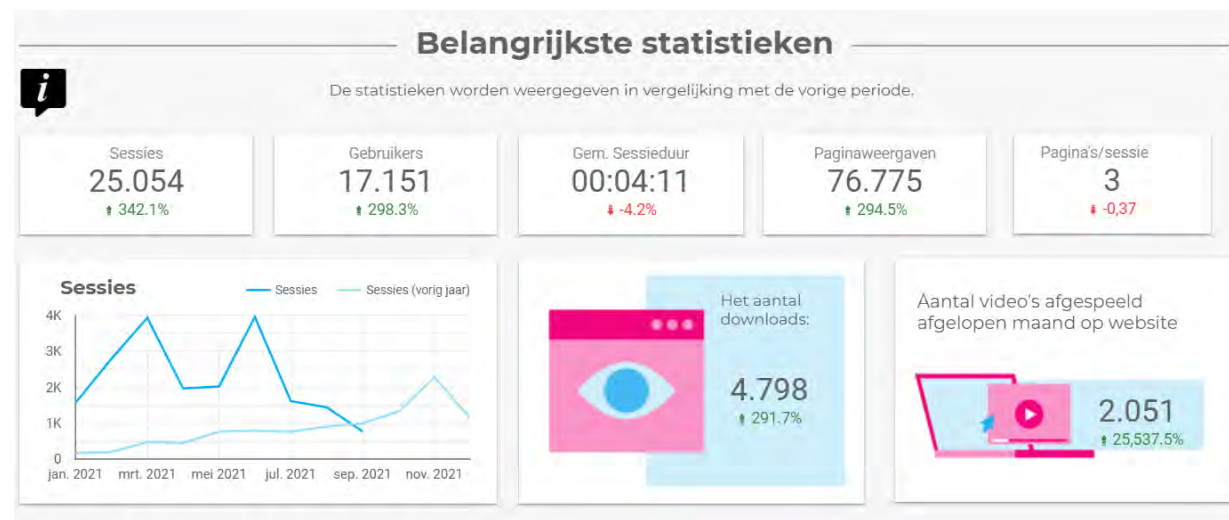 Belangrijkste statistieken
i
De statistieken worden weergegeven in vergelijking met de vorige periode.
Sessies
25.054
342.1%
Gebruikers
17.151
298.3%
Gem. Sessieduur
00:04:11
-4.2%
Paginaweergaven
76.775
294.5%
Pagina's/sessie
3
-0,37
Sessies
Sessies
Sessies (vorig jaar)
4K
3K
2K
1K
0
jan. 2021 mrt. 2021 mei 2021 jul. 2021 sep. 2021 nov. 2021
Het aantal
downloads:
4.798
291.7%
Aantal video's afgespeeld
afgelopen maand op website
2.051
25,537.5%